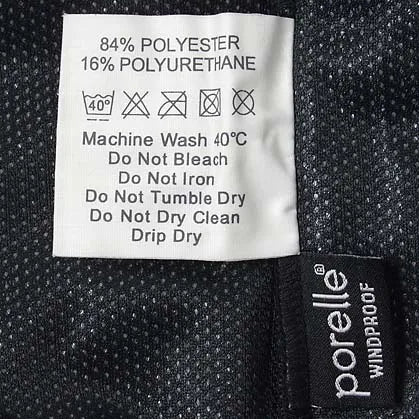 84% POLYESTER
16% POLYURETHANE
40°
Machine Wash 40°C
Do Not Bleach
Do Not Iron
Do Not Tumble Dry
Do Not Dry Clean
Drip Dry
porelle®
WINDPROOF